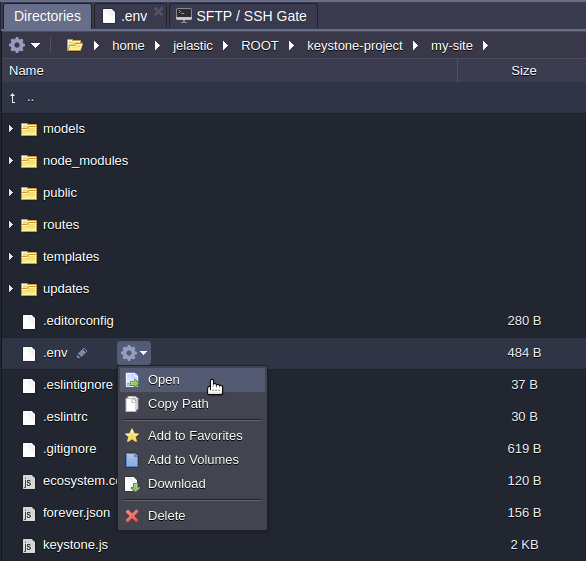 Directories .env SFTP / SSH Gate
home jelastic ROOT keystone-project my-site
Name Size
..
models
node_modules
public
routes
templates
updates
.editorconfig 280 B
.env 484 B
.eslintignore 37 B
Open
Copy Path
.eslintrc 30 B
Add to Favorites
.gitignore 619 B
Add to Volumes
ecosystem.c 120 B
Download
forever.json 156 B
Delete
keystone.js 2 KB